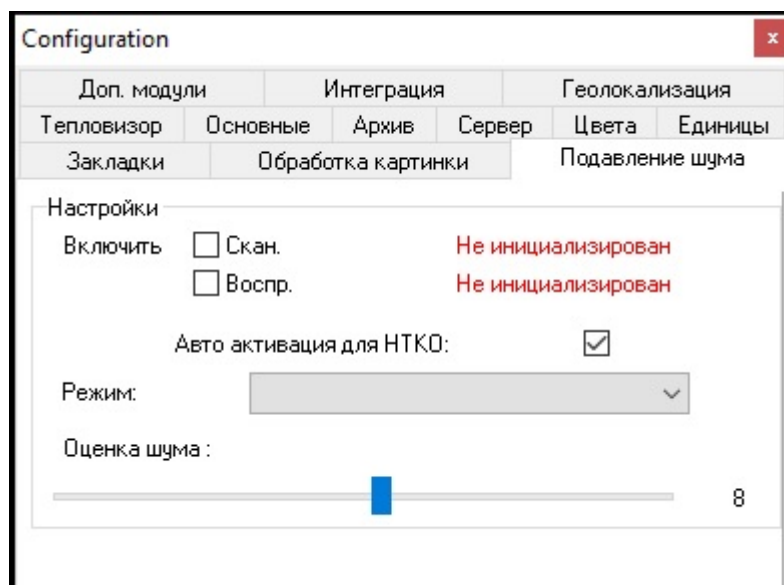 Configuration
x
Доп. модули Интеграция Геолокализация
Тепловизор Основные Архив Сервер Цвета Единицы
Закладки Обработка картинки Подавление шума
Настройки
Включить Скан. Не инициализирован
Воспр. Не инициализирован
Авто активация для НТКО:
Режим:
Оценка шума :
8